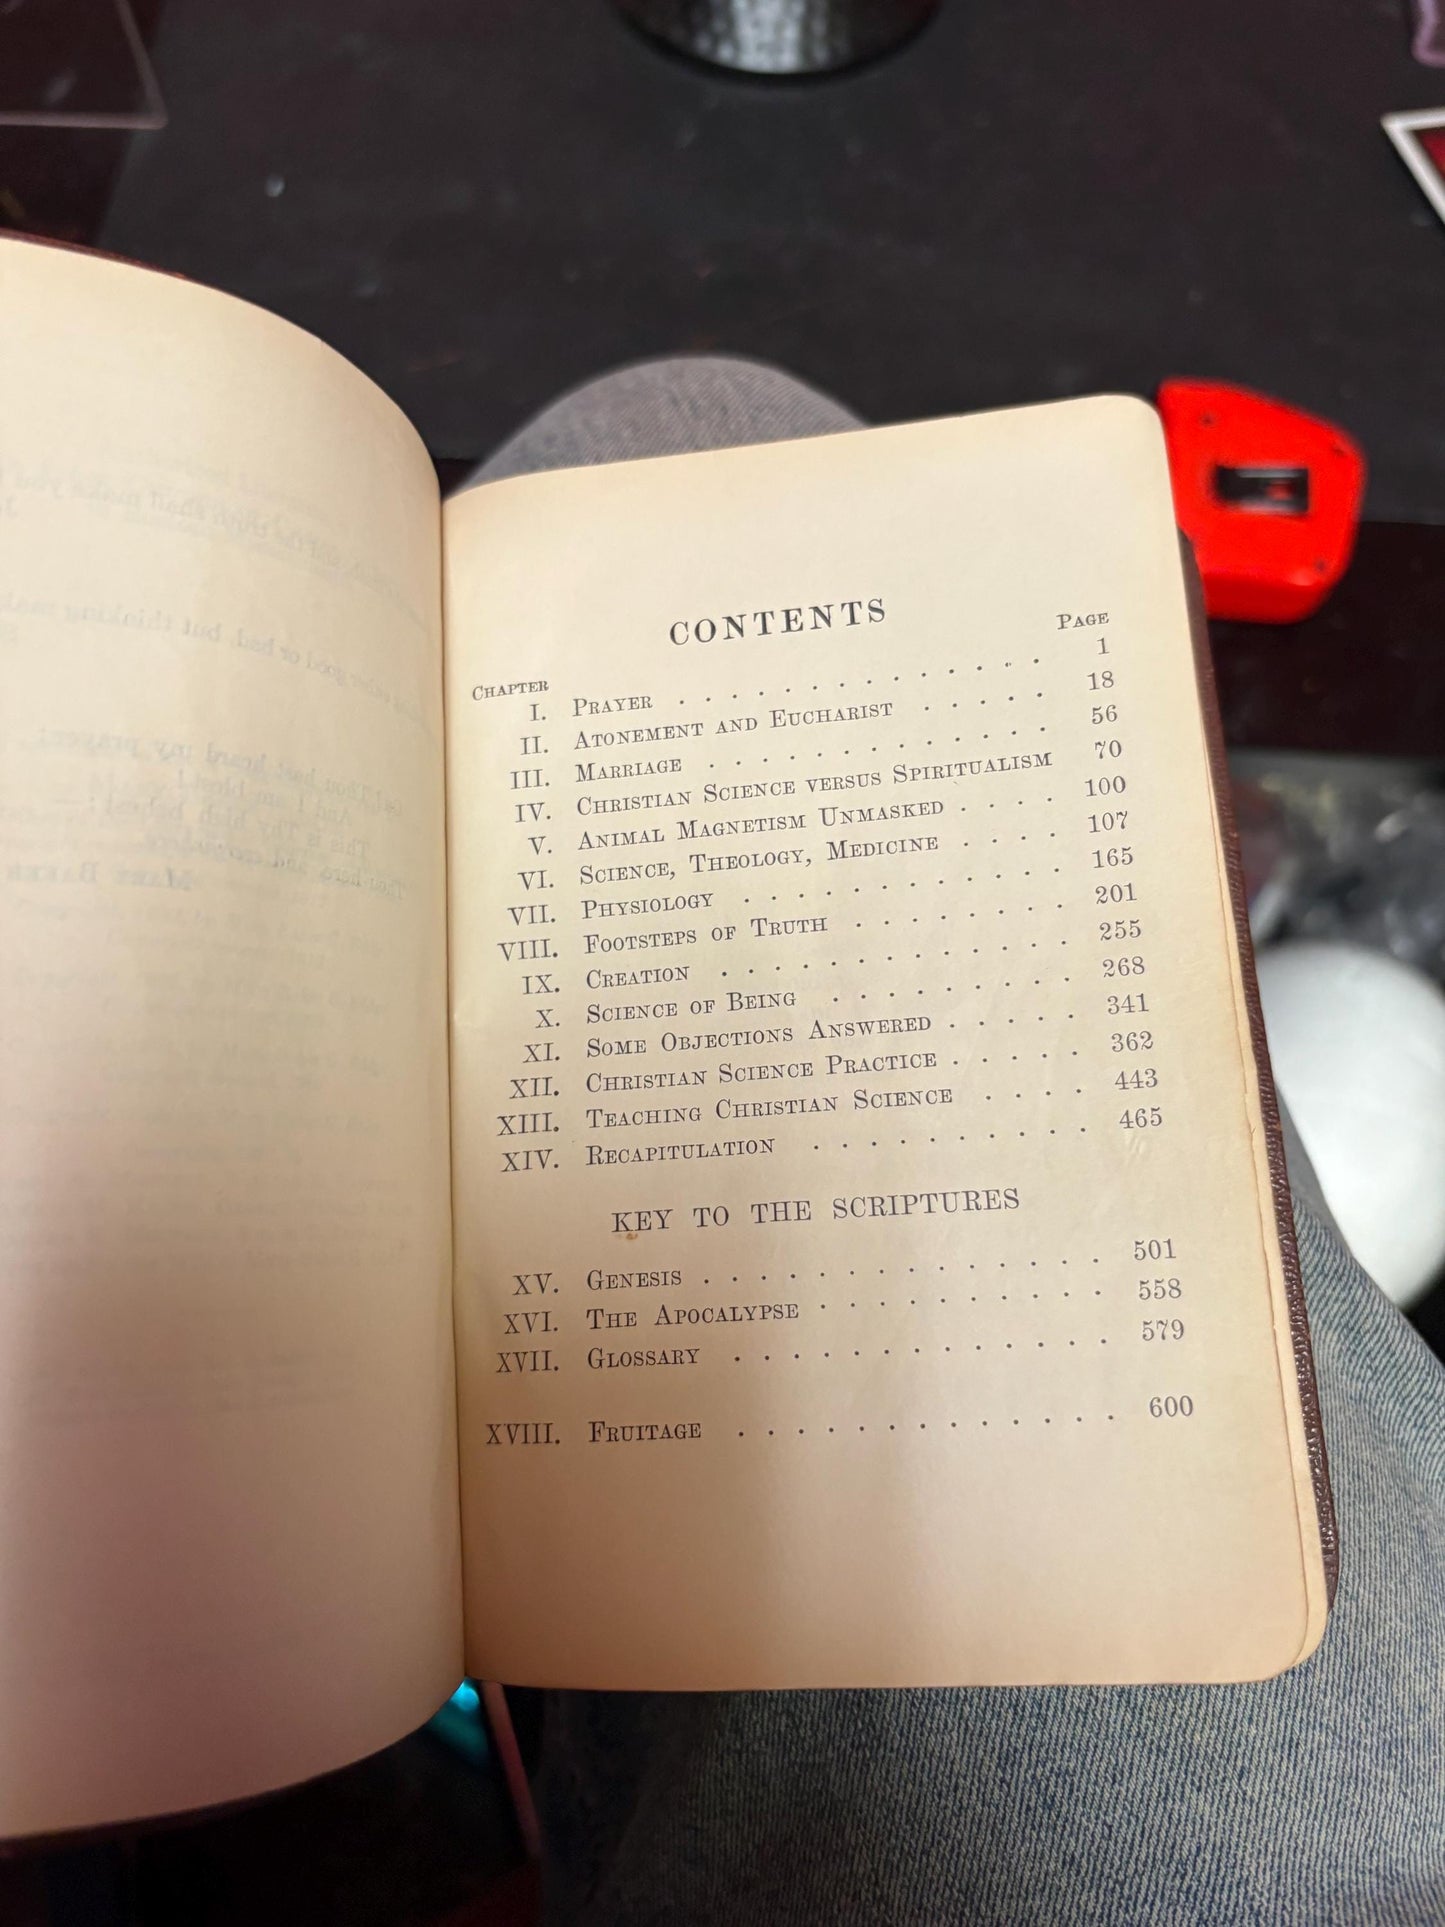 CONTENTS
CHAPTER PAGE
I. PRAYER . . . . . . . . . . . . . 1
II. ATONEMENT AND EUCHARIST . . . . . 18
III. MARRIAGE . . . . . . . . . . . . 56
IV. CHRISTIAN SCIENCE VERSUS SPIRITUALISM 70
V. ANIMAL MAGNETISM UNMASKED . . . . 100
VI. SCIENCE, THEOLOGY, MEDICINE . . . . 107
VII. PHYSIOLOGY . . . . . . . . . . . 165
VIII. FOOTSTEPS OF TRUTH . . . . . . . . 201
IX. CREATION . . . . . . . . . . . . 255
X. SCIENCE OF BEING . . . . . . . . . 268
XI. SOME OBJECTIONS ANSWERED . . . . . 341
XII. CHRISTIAN SCIENCE PRACTICE . . . . . 362
XIII. TEACHING CHRISTIAN SCIENCE . . . . 443
XIV. RECAPITULATION . . . . . . . . . . 465
KEY TO THE SCRIPTURES
XV. GENESIS . . . . . . . . . . . . . . 501
XVI. THE APOCALYPSE . . . . . . . . . . 558
XVII. GLOSSARY . . . . . . . . . . . . . 579
XVIII. FRUITAGE . . . . . . . . . . . . . 600